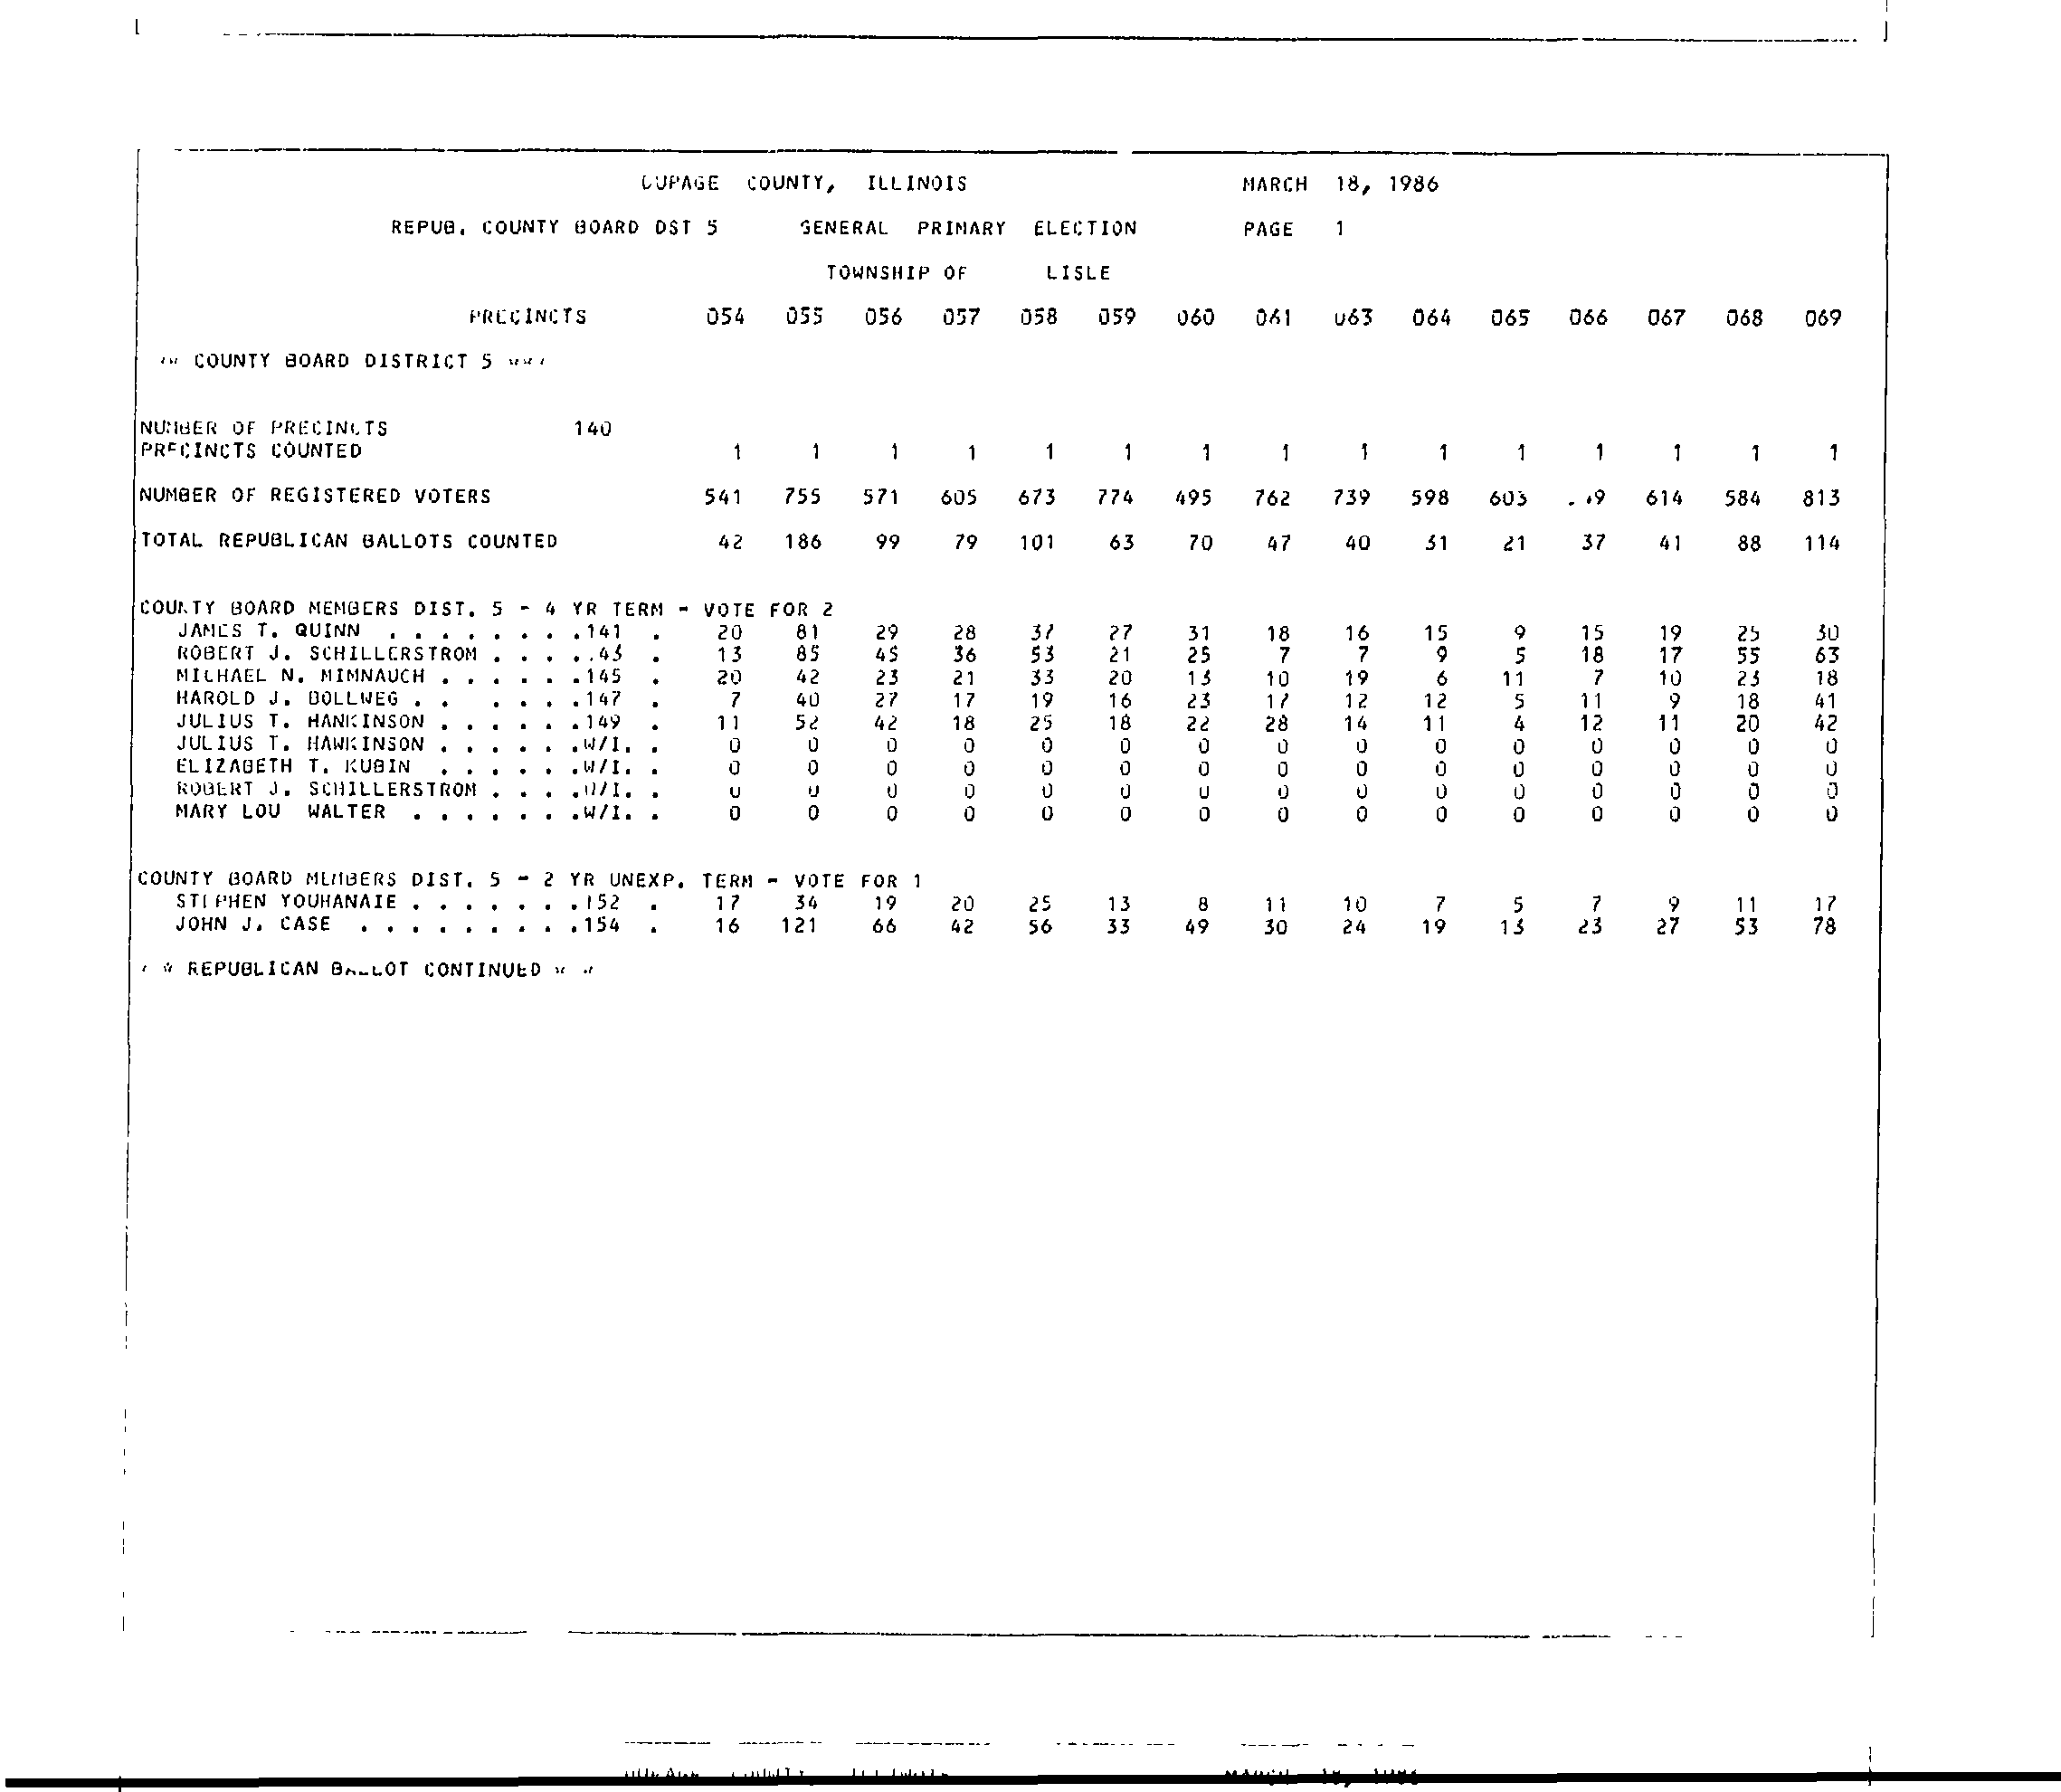 DUPAGE COUNTY, ILLINOIS MARCH 18, 1986
REPUB. COUNTY BOARD DST 5 GENERAL PRIMARY ELECTION PAGE 1
TOWNSHIP OF LISLE
PRECINCTS 054 055 056 057 058 059 060 061 063 064 065 066 067 068 069
COUNTY BOARD DISTRICT 5
NUMBER OF PRECINCTS 140
PRECINCTS COUNTED 1 1 1 1 1 1 1 1 1 1 1 1 1 1 1
NUMBER OF REGISTERED VOTERS 541 755 571 605 673 774 495 762 739 598 603 614 584 813
TOTAL REPUBLICAN BALLOTS COUNTED 42 186 99 79 101 63 70 47 40 31 21 37 41 88 114
COUNTY BOARD MEMBERS DIST. 5 - 4 YR TERM - VOTE FOR 2
JAMES T. QUINN . . . . . . . .141 . 20 81 29 28 37 27 31 18 16 15 9 15 19 25 30
ROBERT J. SCHILLERSTROM . . . . .43 . 13 85 45 36 53 21 25 7 7 9 5 18 17 55 63
MICHAEL N. MIMNAUCH . . . . . .145 . 20 42 23 21 33 20 13 10 19 6 11 7 10 23 18
HAROLD J. BOLLWEG . . . . . .147 . 7 40 27 17 19 16 23 17 12 12 5 11 9 18 41
JULIUS T. HANKINSON . . . . . .149 . 11 52 42 18 25 18 22 28 14 11 4 12 11 20 42
JULIUS T. HAWKINSON . . . . . .W/I. . 0 0 0 0 0 0 0 0 0 0 0 0 0 0 0
ELIZABETH T. KUBIN . . . . . .W/I. . 0 0 0 0 0 0 0 0 0 0 0 0 0 0 0
ROBERT J. SCHILLERSTROM . . . .W/I. . 0 0 0 0 0 0 0 0 0 0 0 0 0 0 0
MARY LOU WALTER . . . . . . .W/I. . 0 0 0 0 0 0 0 0 0 0 0 0 0 0 0
COUNTY BOARD MEMBERS DIST. 5 - 2 YR UNEXP. TERM - VOTE FOR 1
STEPHEN YOUHANAIE . . . . . . .152 . 17 34 19 20 25 13 8 11 10 7 5 7 9 11 17
JOHN J. CASE . . . . . . . . .154 . 16 121 66 42 56 33 49 30 24 19 13 23 27 53 78
* * REPUBLICAN BALLOT CONTINUED * *